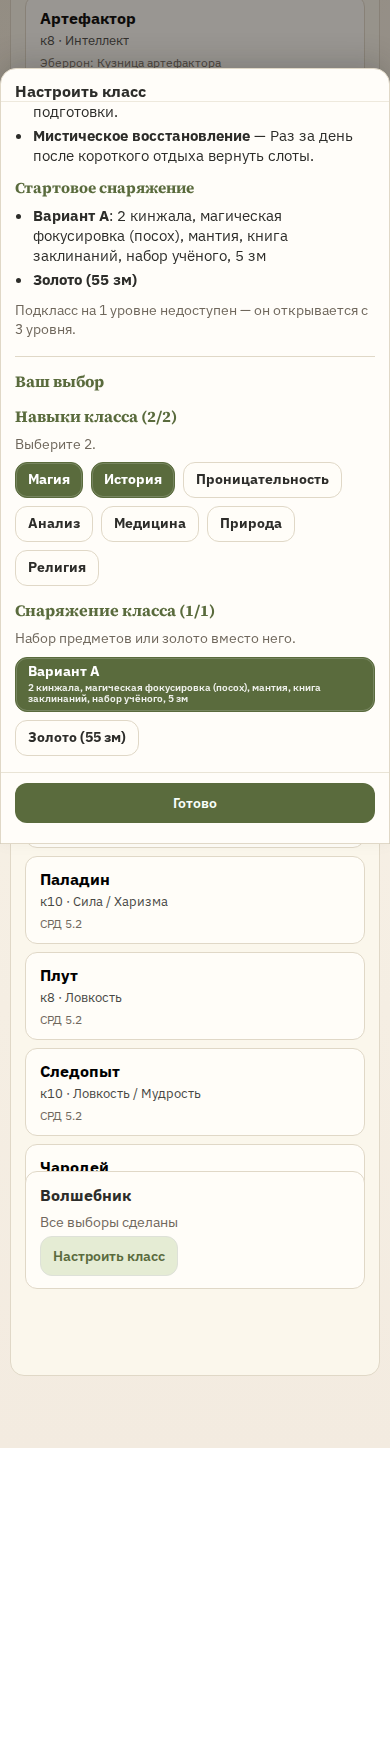 Артефактор
к8 · Интеллект
Эберрон: Кузница артефактора
Настроить класс
подготовки.
• Мистическое восстановление — Раз за день
после короткого отдыха вернуть слоты.
Стартовое снаряжение
• Вариант A: 2 кинжала, магическая
фокусировка (посох), мантия, книга
заклинаний, набор учёного, 5 зм
• Золото (55 зм)
Подкласс на 1 уровне недоступен — он открывается с
3 уровня.
Ваш выбор
Навыки класса (2/2)
Выберите 2.
Магия
История
Проницательность
Анализ
Медицина
Природа
Религия
Снаряжение класса (1/1)
Набор предметов или золото вместо него.
Вариант A
2 кинжала, магическая фокусировка (посох), мантия, книга
заклинаний, набор учёного, 5 зм
Золото (55 зм)
Готово
Паладин
к10 · Сила / Харизма
СРД 5.2
Плут
к8 · Ловкость
СРД 5.2
Следопыт
к10 · Ловкость / Мудрость
СРД 5.2
Чародей
Волшебник
Все выборы сделаны
Настроить класс